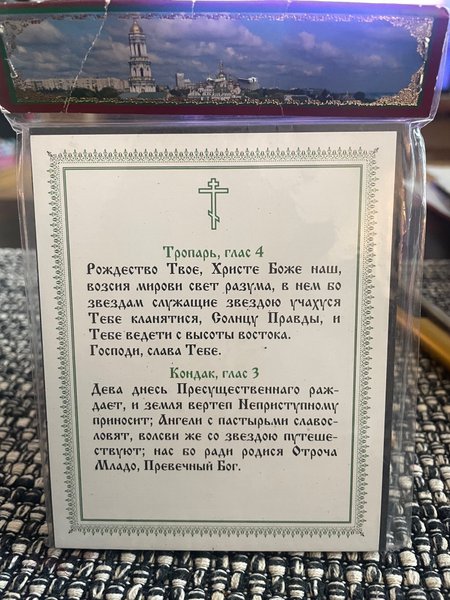 Тропарь, глас 4
Рождество Твое, Христе Боже наш,
возсия мирови свет разума, в нем бо
звездам служащие звездою учахуся
Тебе кланятися, Солнцу Правды, и
Тебе ведети с высоты востока.
Господи, слава Тебе.
Кондак, глас 3
Дева днесь Пресущественнаго раж-
дает, и земля вертеп Неприступному
приносит; Ангели с пастырьми славос-
ловят, волсви же со звездою путеше-
ствуют; нас бо ради родися Отроча
Младо, Превечный Бог.